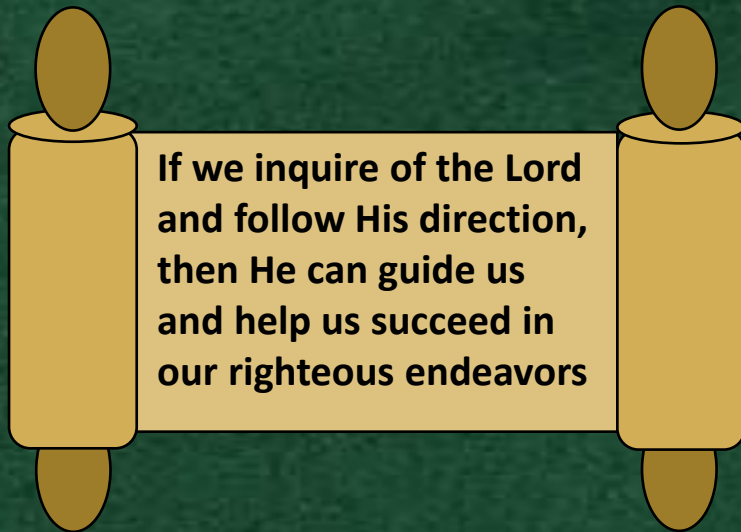 If we inquire of the Lord
and follow His direction,
then He can guide us
and help us succeed in
our righteous endeavors